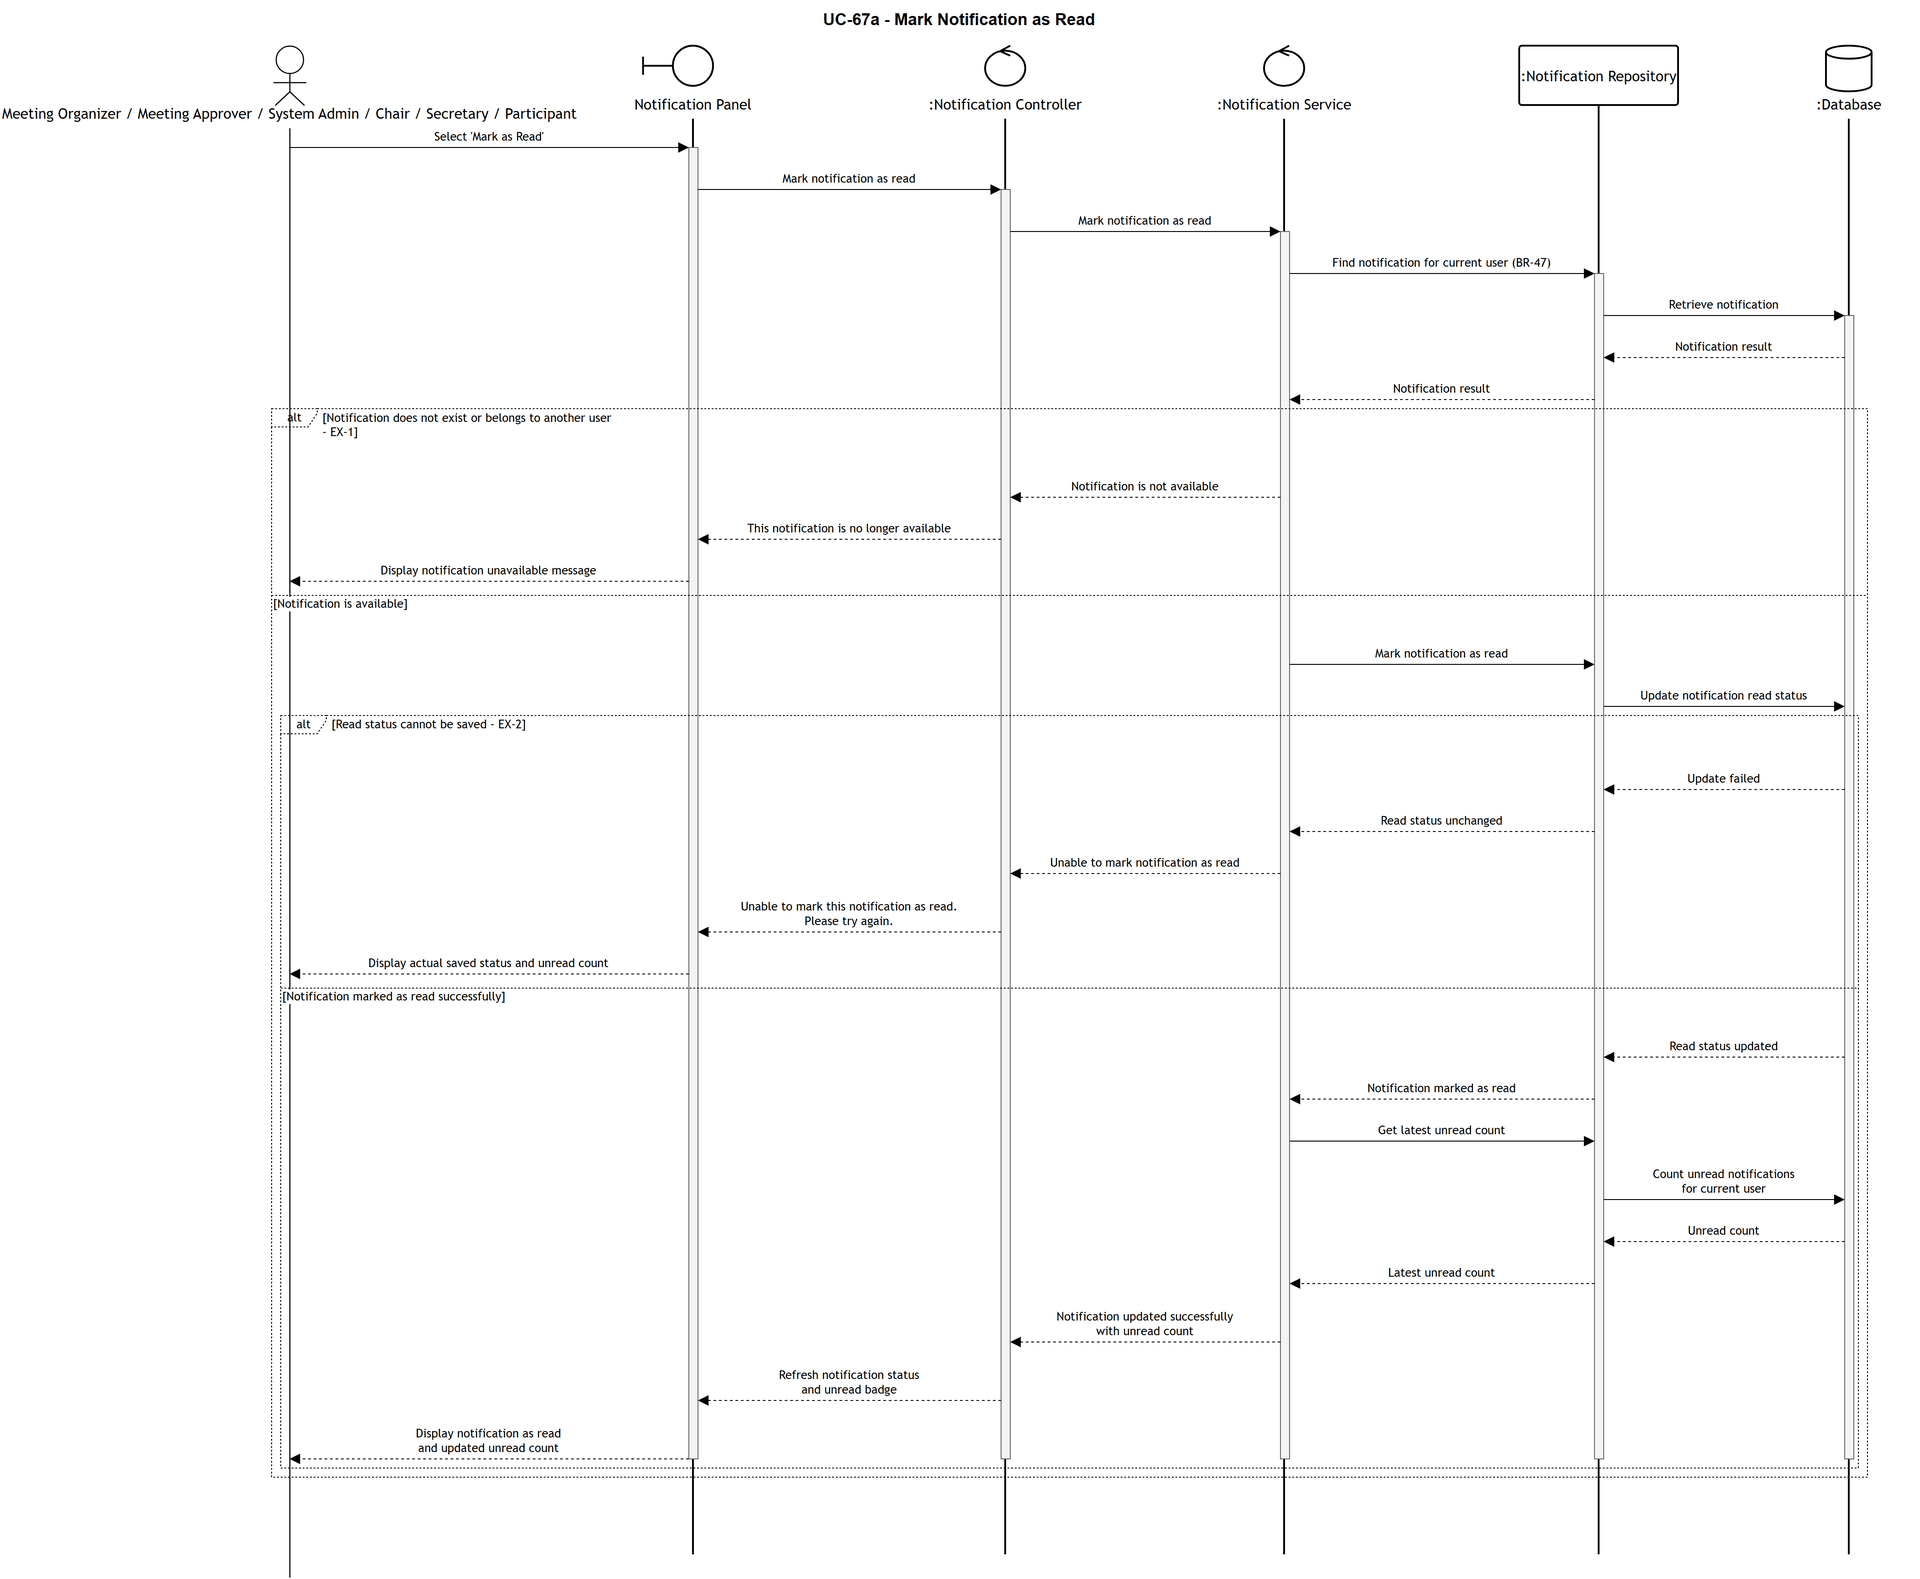 UC-67a - Mark Notification as Read
Meeting Organizer / Meeting Approver / System Admin / Chair / Secretary / Participant
Notification Panel
:Notification Controller
:Notification Service
:Notification Repository
:Database
Select 'Mark as Read'
Mark notification as read
Mark notification as read
Find notification for current user (BR-47)
Retrieve notification
Notification result
Notification result
alt
[Notification does not exist or belongs to another user
- EX-1]
Notification is not available
This notification is no longer available
Display notification unavailable message
[Notification is available]
Mark notification as read
Update notification read status
alt
[Read status cannot be saved - EX-2]
Update failed
Read status unchanged
Unable to mark notification as read
Unable to mark this notification as read.
Please try again.
Display actual saved status and unread count
[Notification marked as read successfully]
Read status updated
Notification marked as read
Get latest unread count
Count unread notifications
for current user
Unread count
Latest unread count
Notification updated successfully
with unread count
Refresh notification status
and unread badge
Display notification as read
and updated unread count